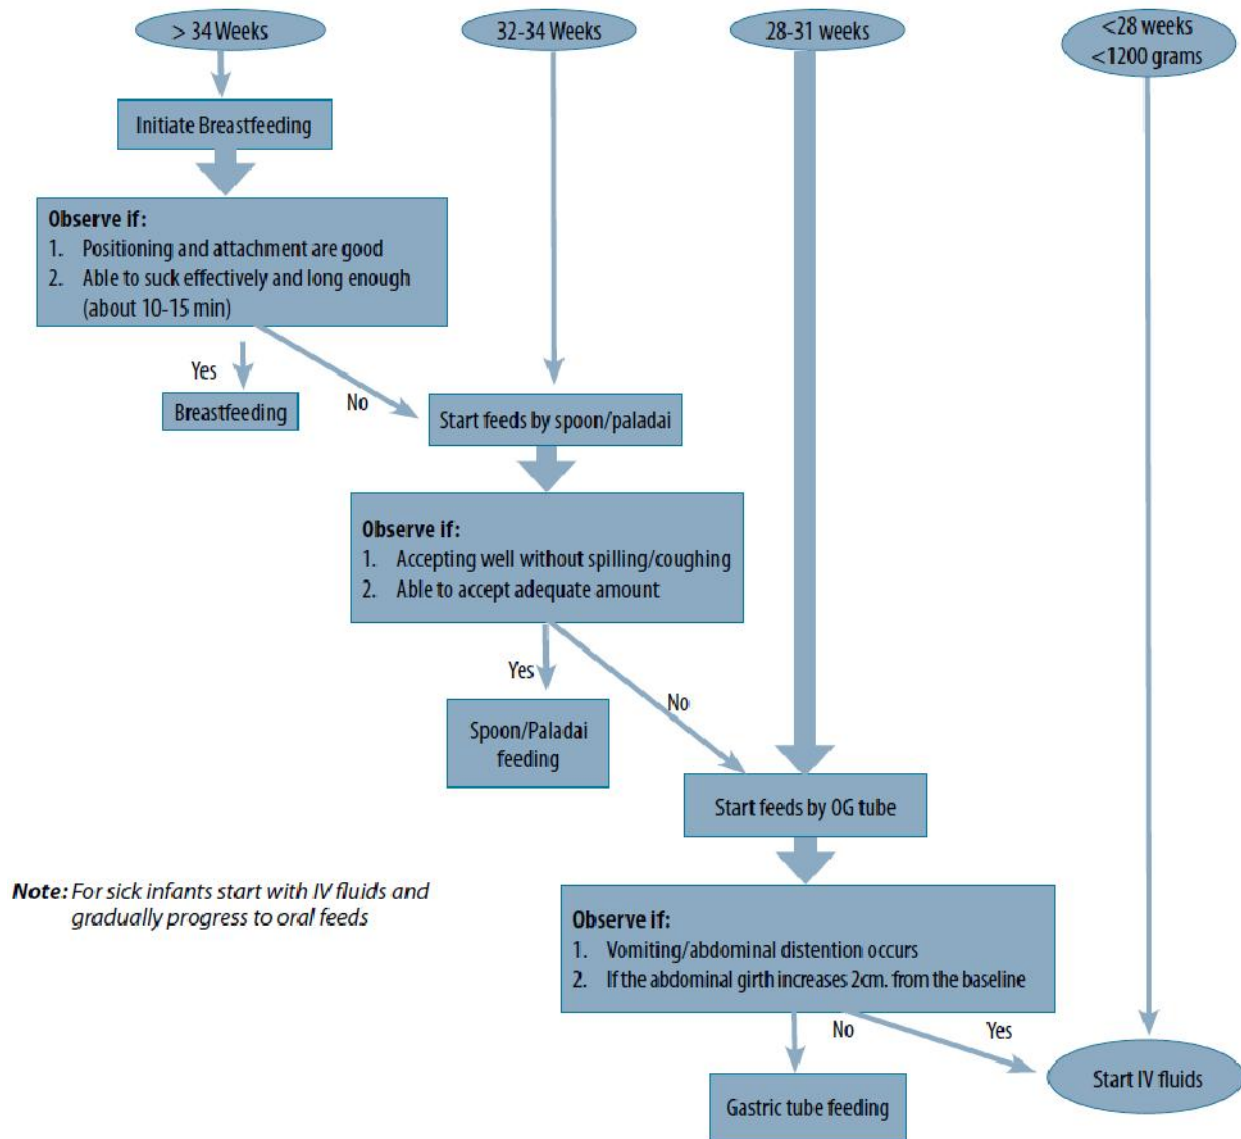 > 34 Weeks
32-34 Weeks
28-31 weeks
<28 weeks
<1200 grams
Initiate Breastfeeding
Observe if:
1. Positioning and attachment are good
2. Able to suck effectively and long enough
(about 10-15 min)
Yes
No
Breastfeeding
Start feeds by spoon/paladai
Observe if:
1. Accepting well without spilling/coughing
2. Able to accept adequate amount
Yes
No
Spoon/Paladai
feeding
Start feeds by OG tube
Note: For sick infants start with IV fluids and
gradually progress to oral feeds
Observe if:
1. Vomiting/abdominal distention occurs
2. If the abdominal girth increases 2cm. from the baseline
No
Yes
Gastric tube feeding
Start IV fluids